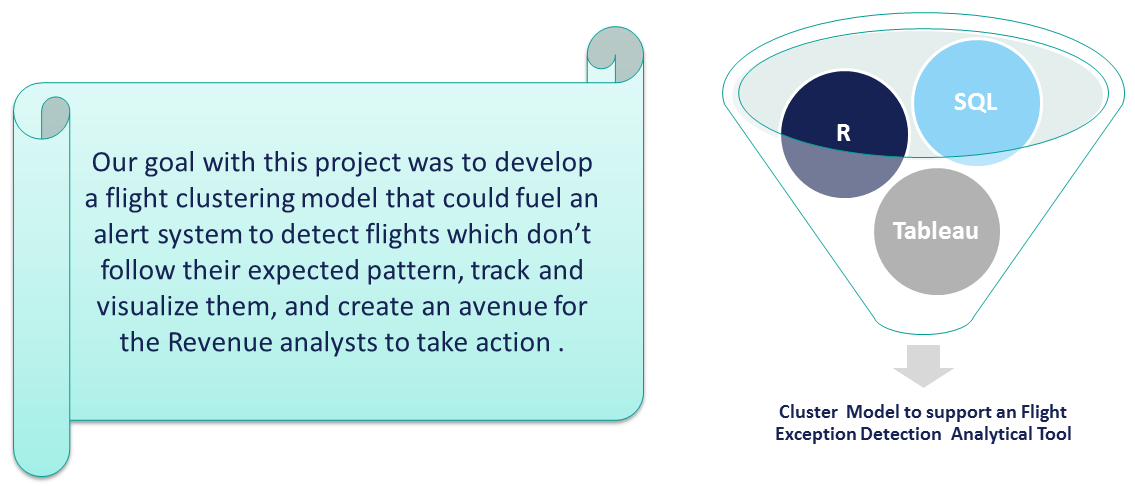 Our goal with this project was to develop
a flight clustering model that could fuel an
alert system to detect flights which don’t
follow their expected pattern, track and
visualize them, and create an avenue for
the Revenue analysts to take action .
R
SQL
Tableau
Cluster Model to support an Flight
Exception Detection Analytical Tool